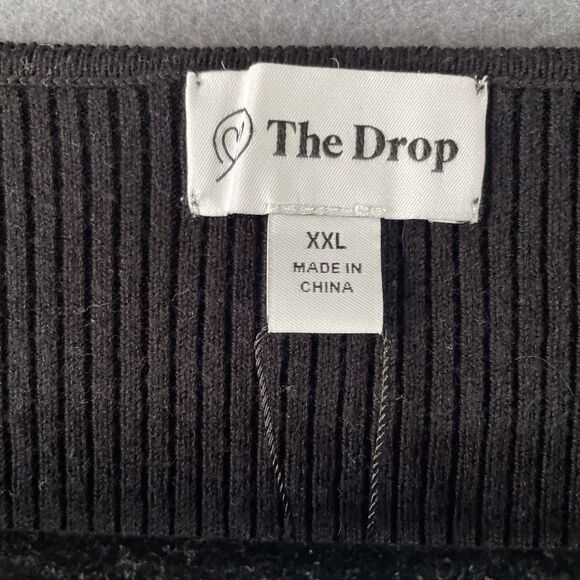 The Drop
XXL
MADE IN
CHINA